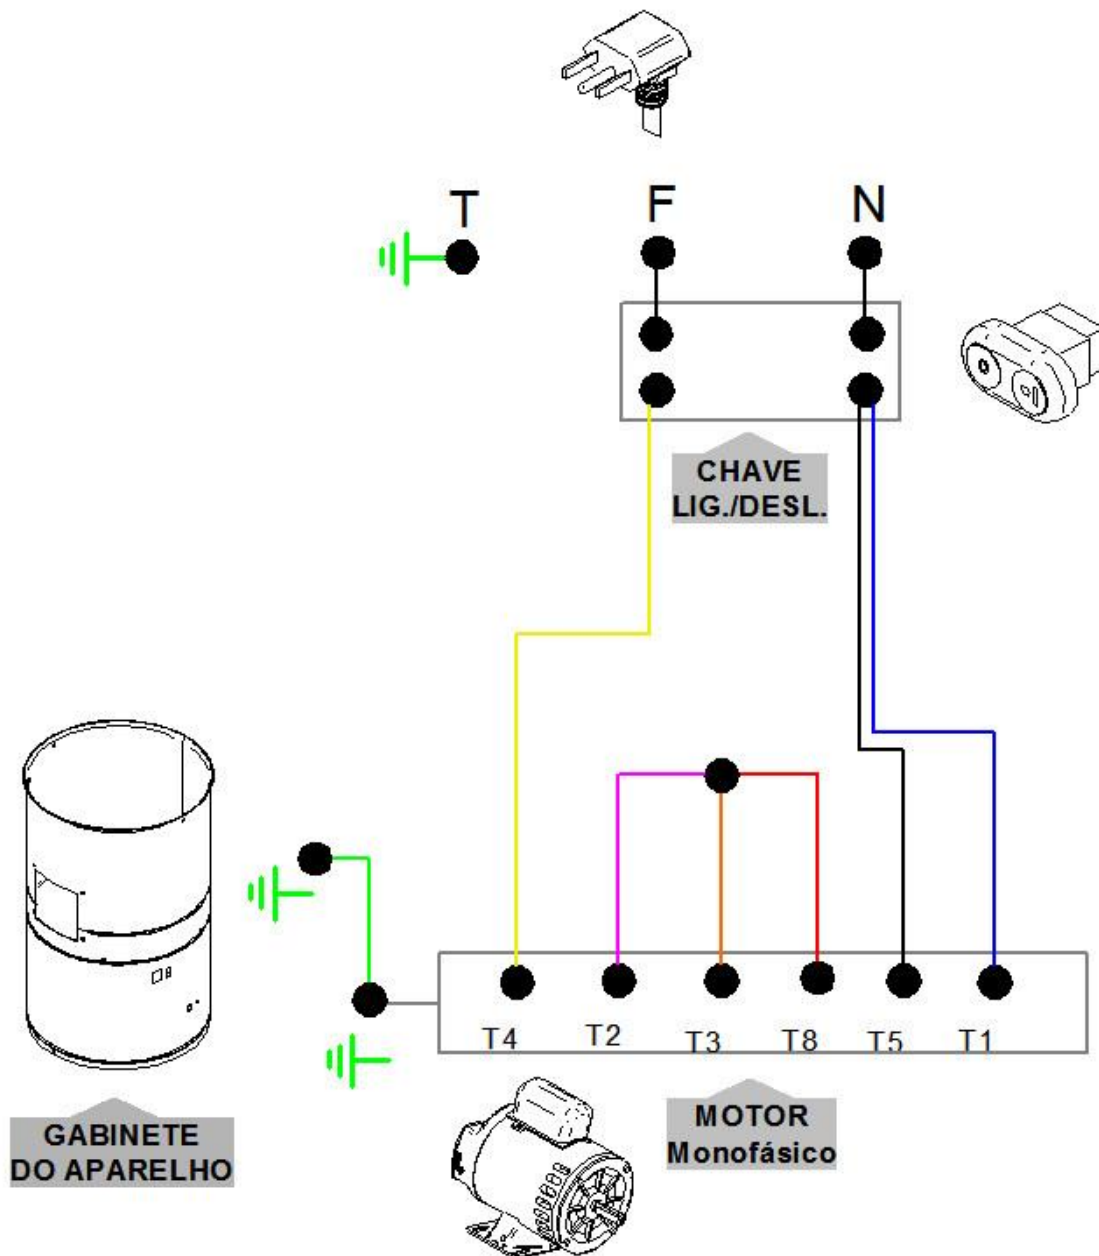 T F N
CHAVE
LIG./DESL.
T4 T2 T3 T8 T5 T1
GABINETE
DO APARELHO
MOTOR
Monofásico